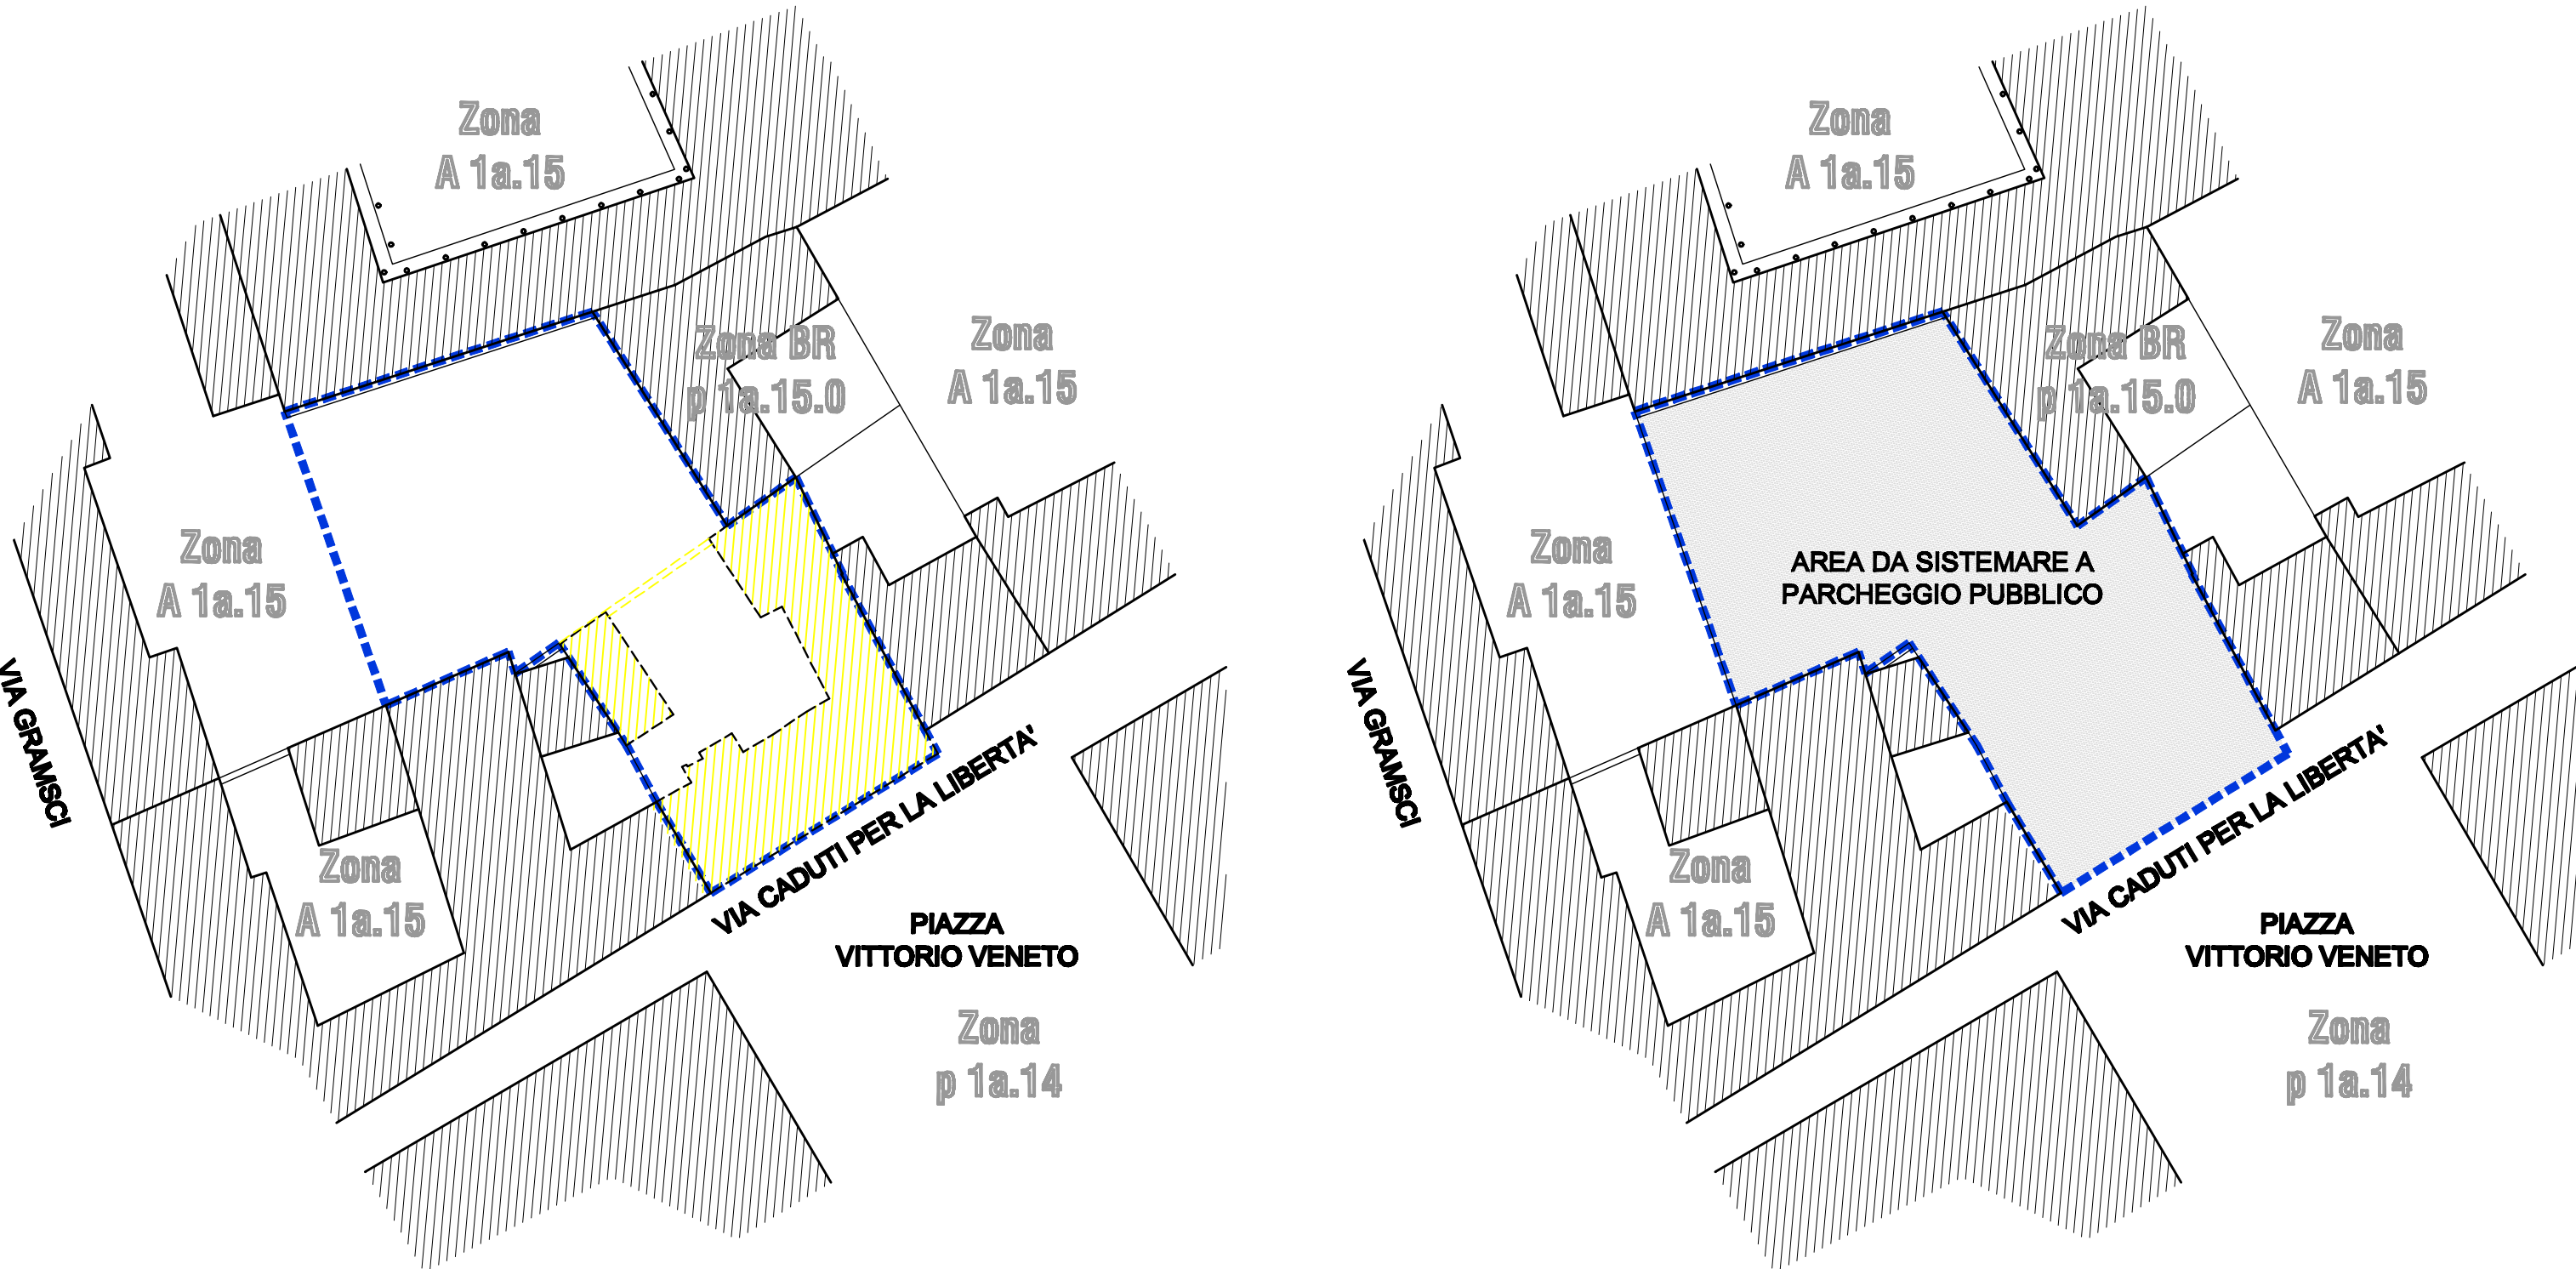 Zona
A 1a.15
Zona BR
p 1a.15.0
Zona
A 1a.15
Zona
A 1a.15
VIA GRAMSCI
Zona
A 1a.15
VIA CADUTI PER LA LIBERTA'
PIAZZA
VITTORIO VENETO
Zona
p 1a.14
Zona
A 1a.15
Zona BR
p 1a.15.0
Zona
A 1a.15
Zona
A 1a.15
AREA DA SISTEMARE A
PARCHEGGIO PUBBLICO
VIA GRAMSCI
Zona
A 1a.15
VIA CADUTI PER LA LIBERTA'
PIAZZA
VITTORIO VENETO
Zona
p 1a.14